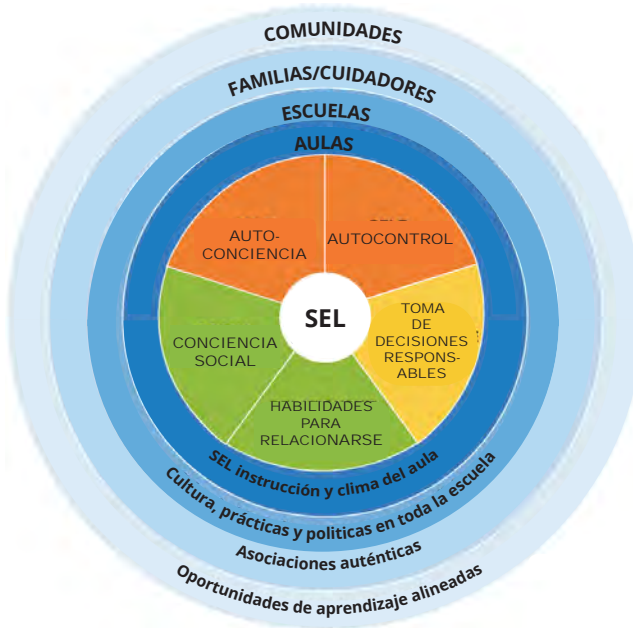 COMUNIDADES
FAMILIAS/CUIDADORES
ESCUELAS
AULAS
AUTO-
CONCIENCIA
AUTOCONTROL
SEL
CONCIENCIA
SOCIAL
TOMA
DE
DECISIONES
RESPONS-
ABLES
HABILIDADES
PARA
RELACIONARSE
SEL instrucción y clima del aula
Cultura, prácticas y politicas en toda la escuela
Asociaciones auténticas
Oportunidades de aprendizaje alineadas